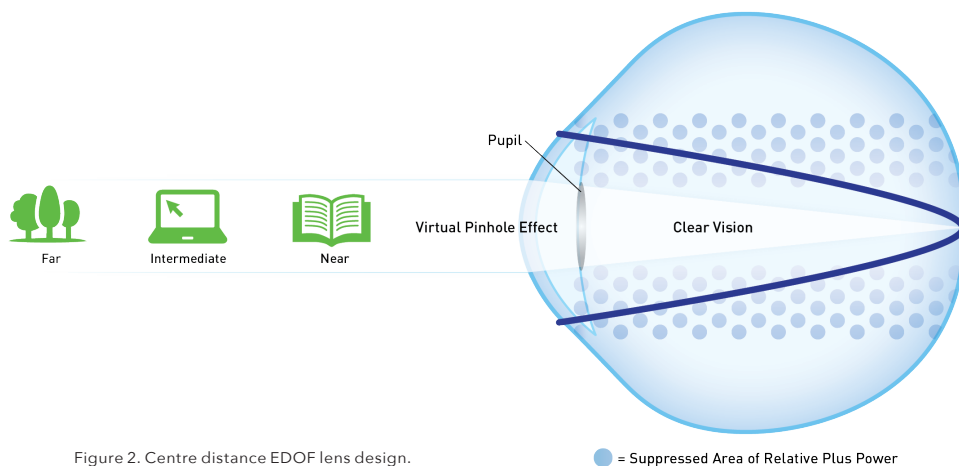 Pupil
Virtual Pinhole Effect
Clear Vision
Far
Intermediate
Near
Figure 2. Centre distance EDOF lens design.
= Suppressed Area of Relative Plus Power